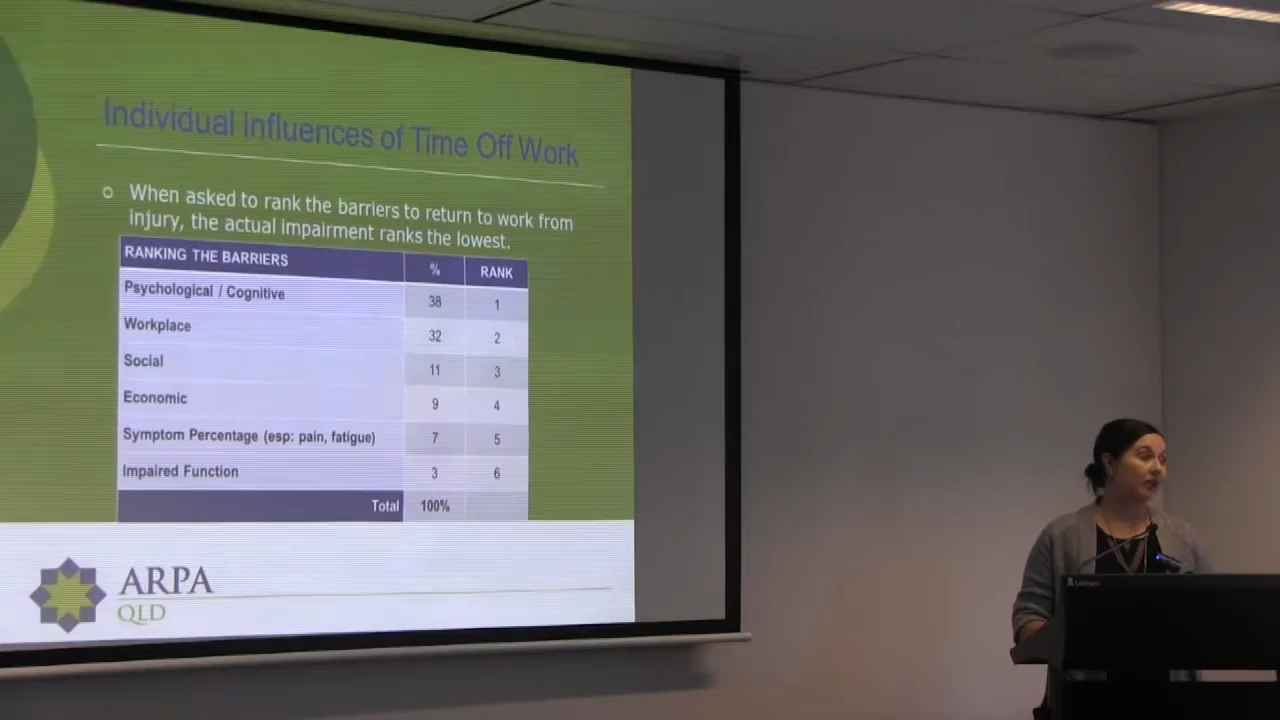 Individual Influences of Time Off Work
When asked to rank the barriers to return to work from
injury, the actual impairment ranks the lowest.
RANKING THE BARRIERS % RANK
Psychological / Cognitive 38 1
Workplace 32 2
Social 11 3
Economic 9 4
Symptom Percentage (esp: pain, fatigue) 7 5
Impaired Function 3 6
Total 100%
ARPA
QLD